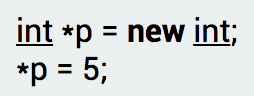 int *p = new int;
*p = 5;